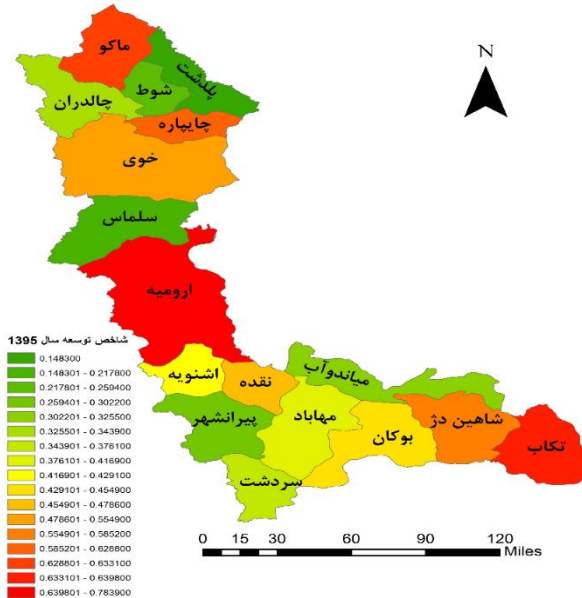 ماکو
N
پلدشت
شوط
چالدران
چایپاره
خوی
سلماس
ارومیه
شاخص توسعه سال 1395
0.148300
0.148301 - 0.217800
0.217801 - 0.259400
0.259401 - 0.302200
0.302201 - 0.325500
0.325501 - 0.343900
0.343901 - 0.376100
0.376101 - 0.416900
0.416901 - 0.429100
0.429101 - 0.454900
0.454901 - 0.478600
0.478601 - 0.554900
0.554901 - 0.585200
0.585201 - 0.628800
0.628801 - 0.633100
0.633101 - 0.639800
0.639801 - 0.783900
اشنویه
نقده
میاندوآب
پیرانشهر
مهاباد
بوکان
شاهین دژ
تکاب
سردشت
0 15 30 60 90 120
Miles